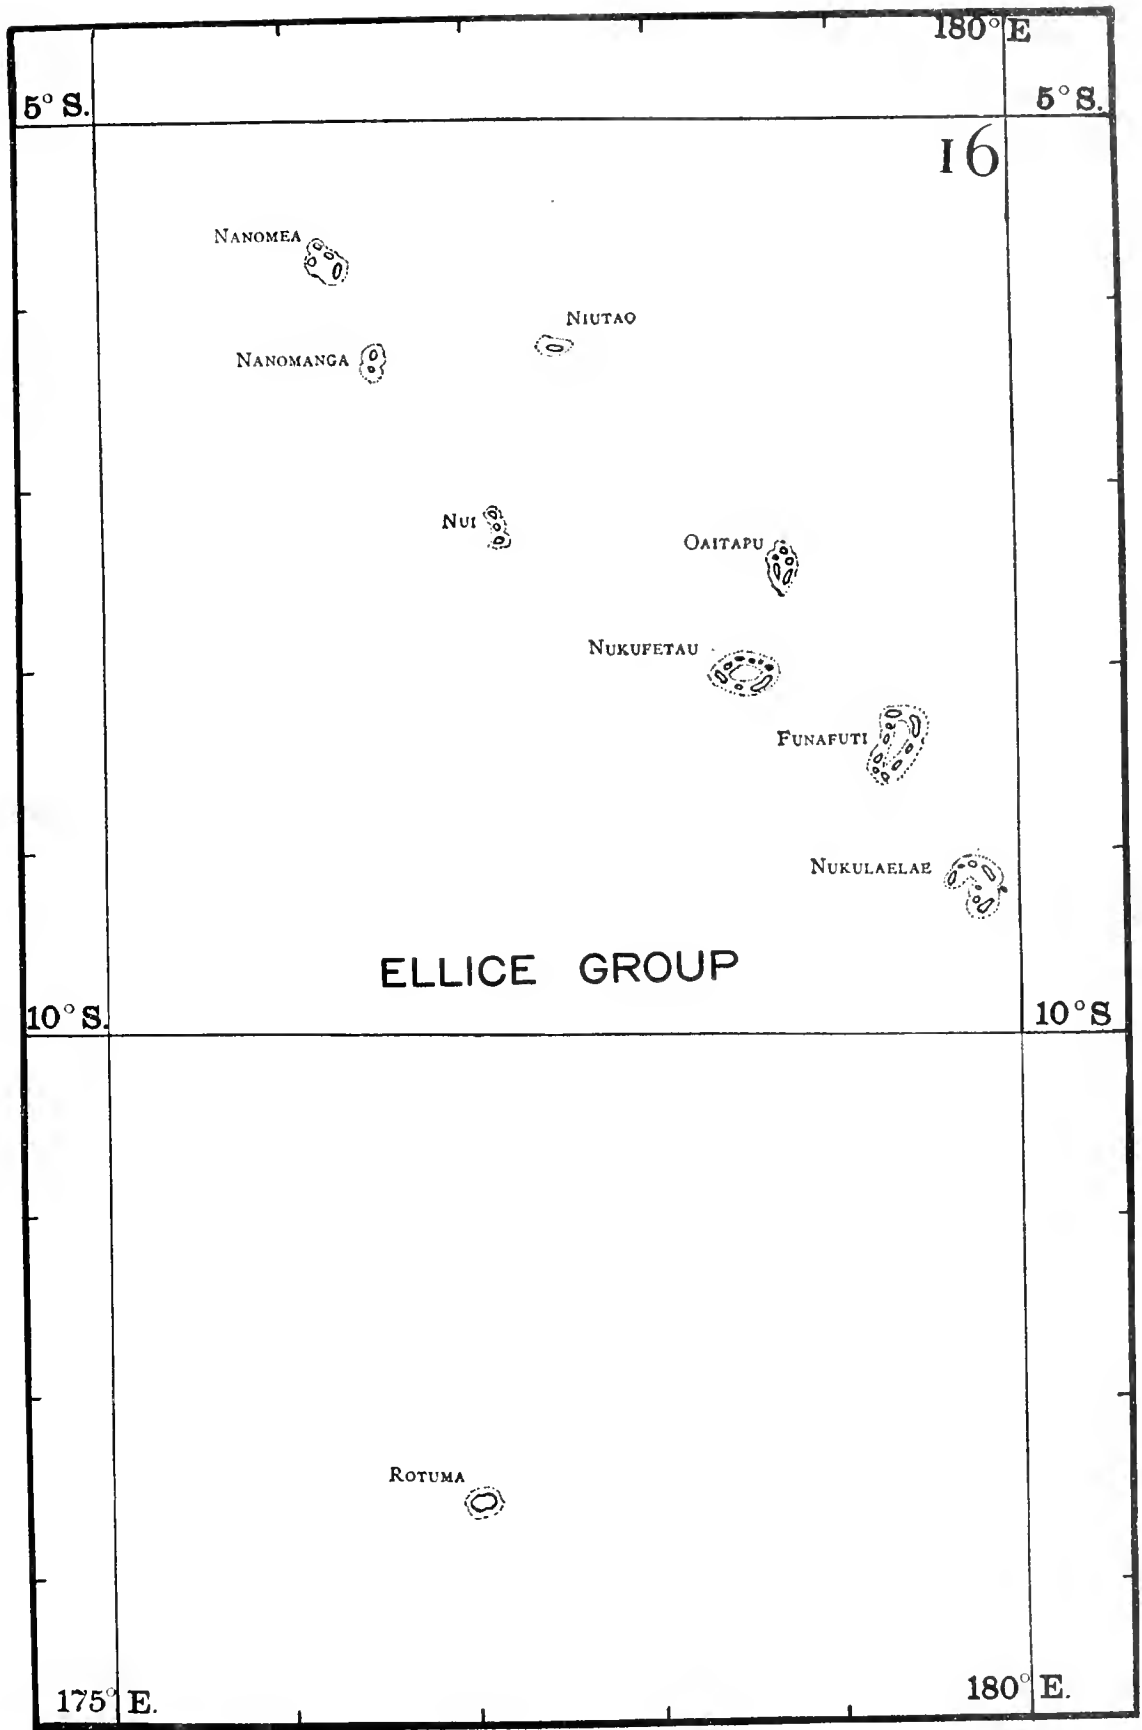 180° E
5° S.
5° S.
16
NANOMEA
NIUTAO
NANOMANGA
NUI
OAITAPU
NUKUFETAU
FUNAFUTI
NUKULAELAE
ELLICE GROUP
10° S.
10° S
ROTUMA
175° E.
180° E.